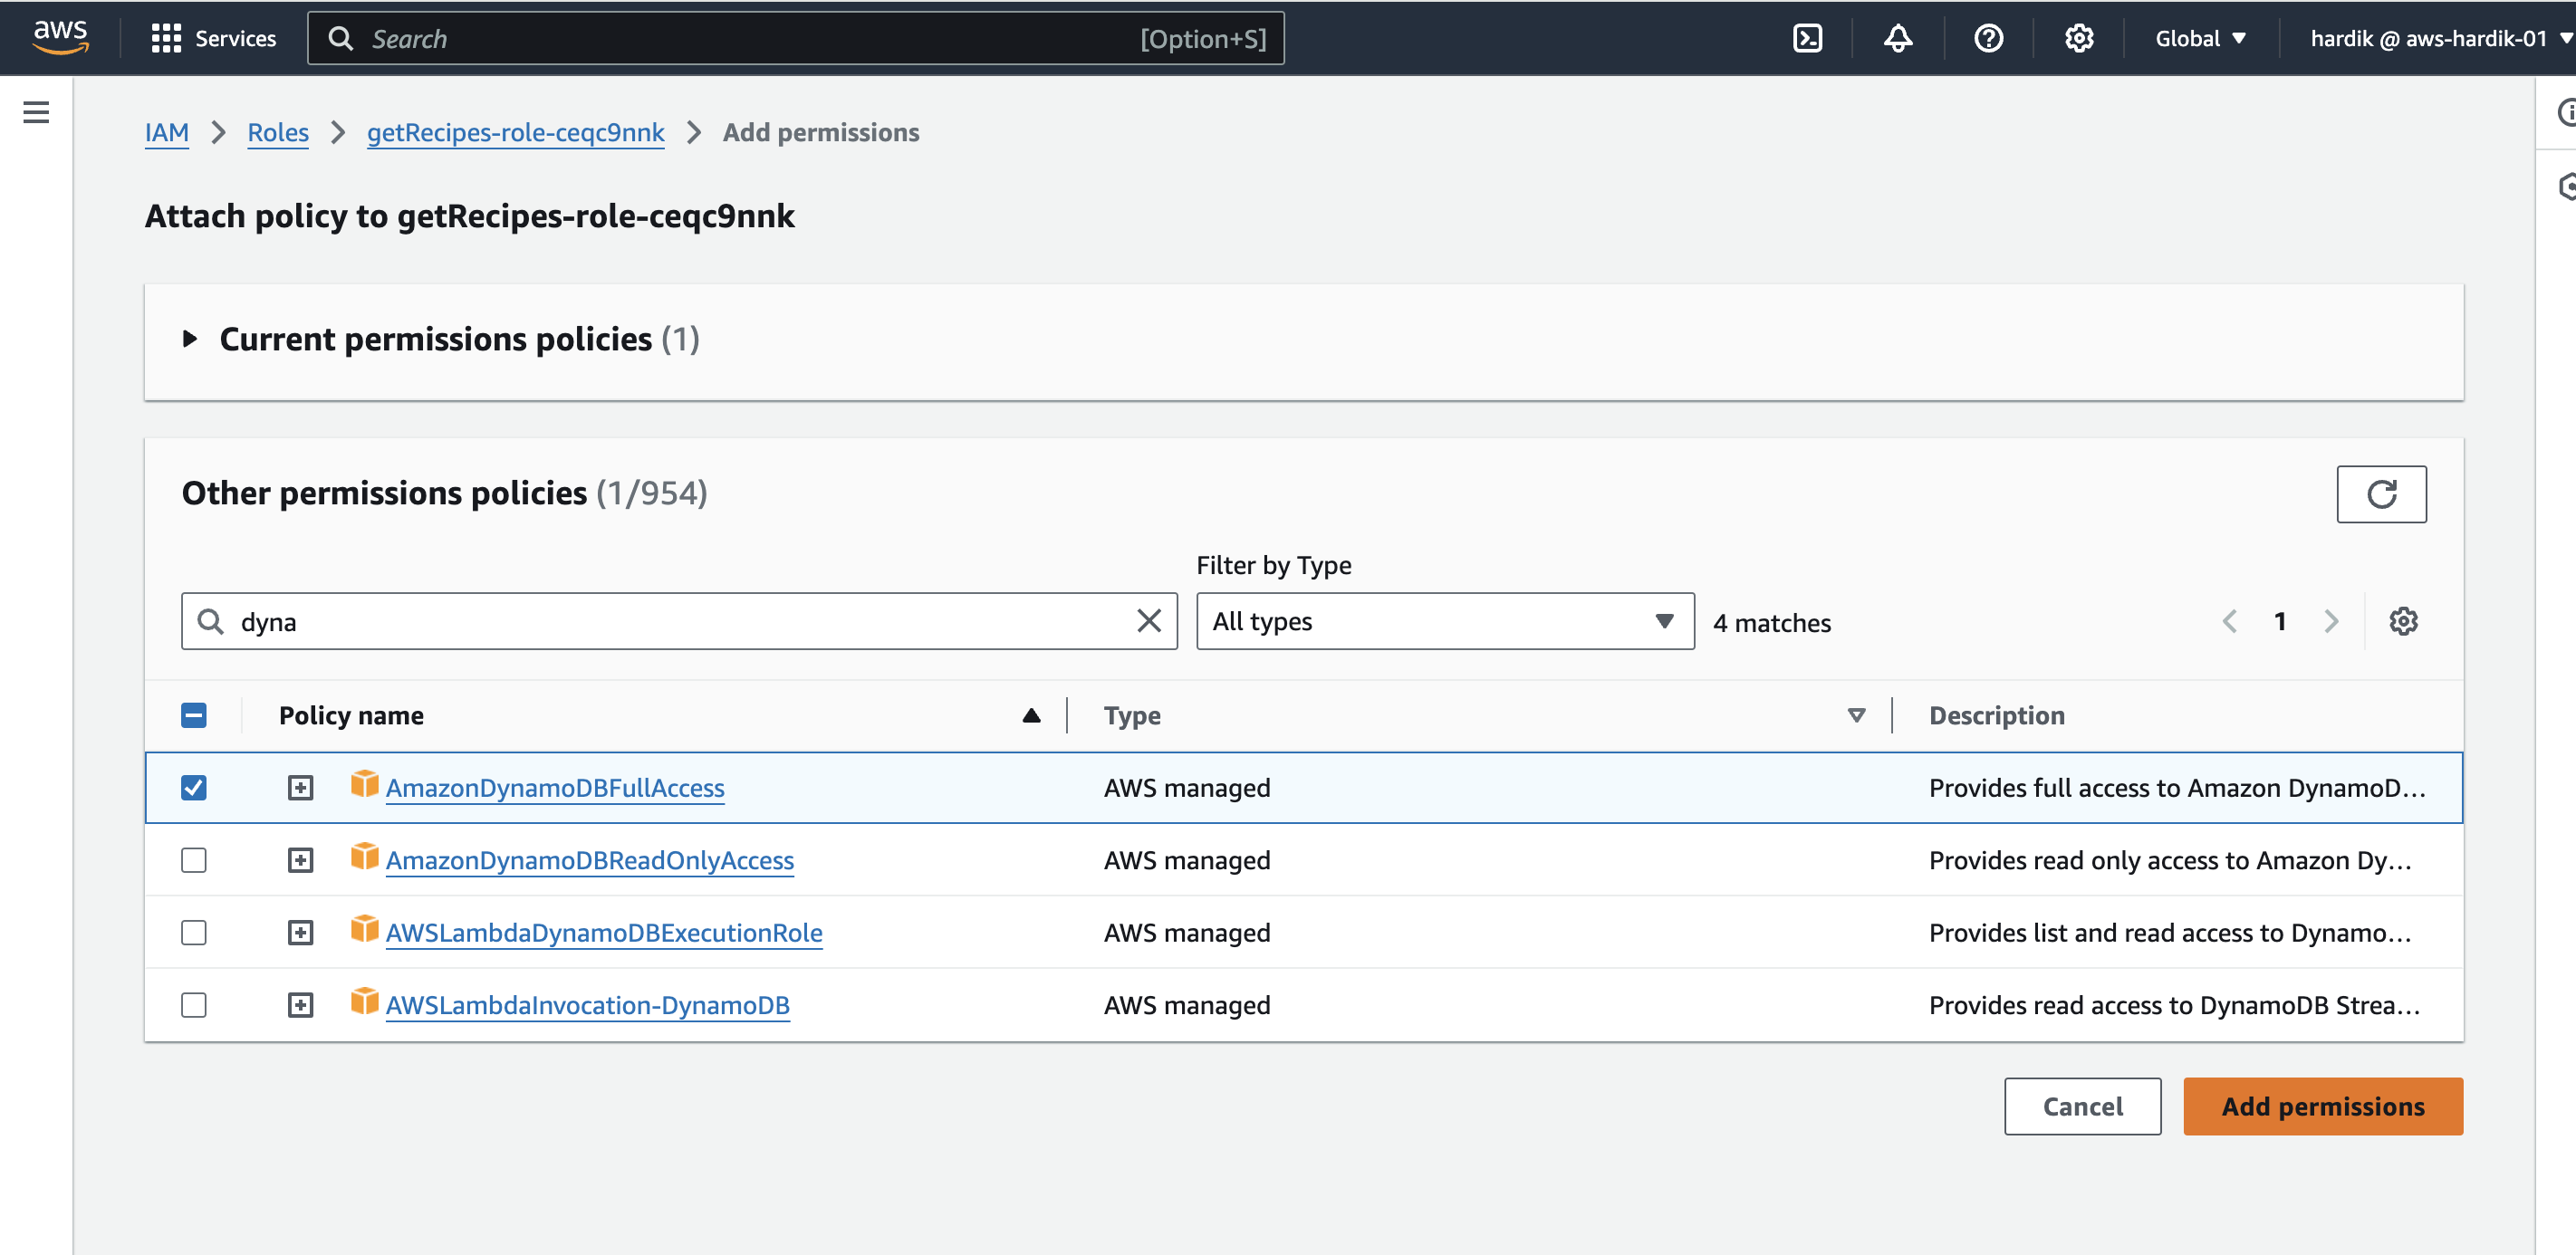 aws Services Search [Option+S] Global hardik @ aws-hardik-01
IAM Roles getRecipes-role-ceqc9nnk Add permissions
Attach policy to getRecipes-role-ceqc9nnk
Current permissions policies (1)
Other permissions policies (1/954)
Filter by Type
dyna All types 4 matches 1
Policy name Type Description
AmazonDynamoDBFullAccess AWS managed Provides full access to Amazon DynamoD...
AmazonDynamoDBReadOnlyAccess AWS managed Provides read only access to Amazon Dy...
AWSLambdaDynamoDBExecutionRole AWS managed Provides list and read access to Dynamo...
AWSLambdaInvocation-DynamoDB AWS managed Provides read access to DynamoDB Strea...
Cancel Add permissions